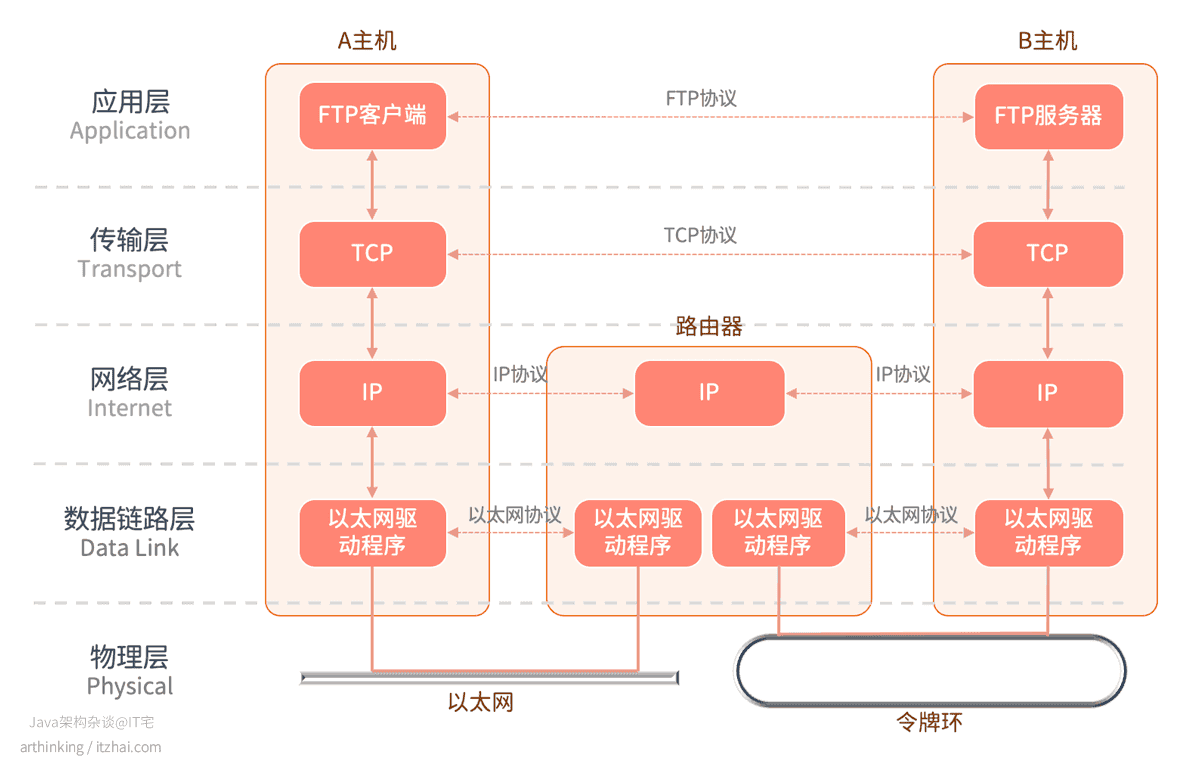 A主机
B主机
应用层
Application
FTP客户端
FTP协议
FTP服务器
传输层
Transport
TCP
TCP协议
TCP
路由器
网络层
Internet
IP
IP协议
IP
IP协议
IP
数据链路层
Data Link
以太网驱
动程序
以太网协议
以太网驱
动程序
以太网驱
动程序
以太网协议
以太网驱
动程序
物理层
Physical
以太网
令牌环
Java架构杂谈@IT宅
arthinking / itzhai.com